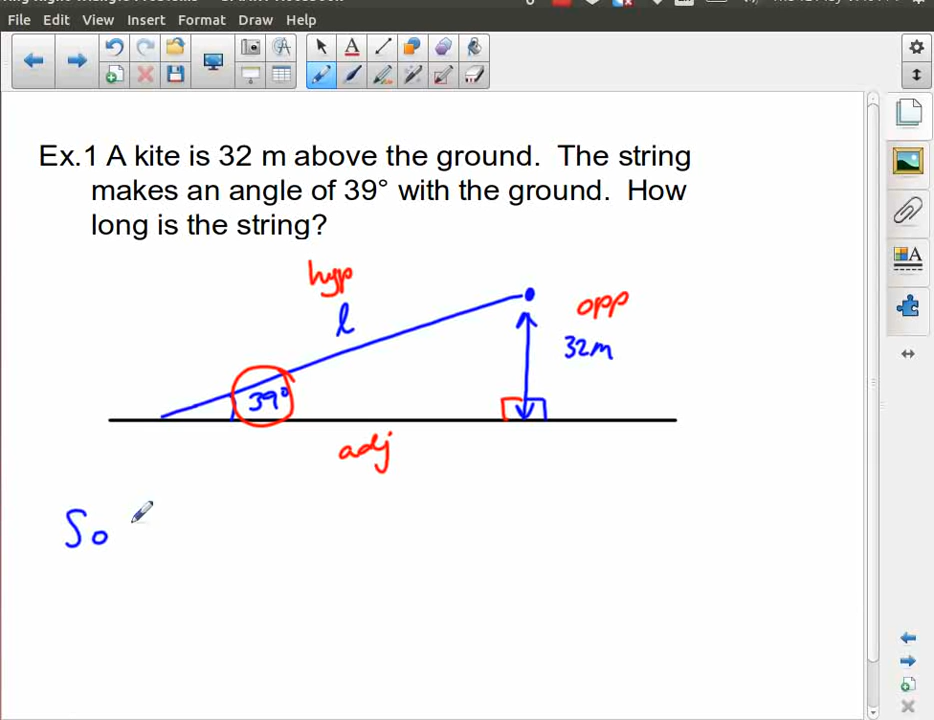 File Edit View Insert Format Draw Help
Ex.1 A kite is 32 m above the ground. The string
makes an angle of 39° with the ground. How
long is the string?
hyp
l
opp
32m
39°
adj
So